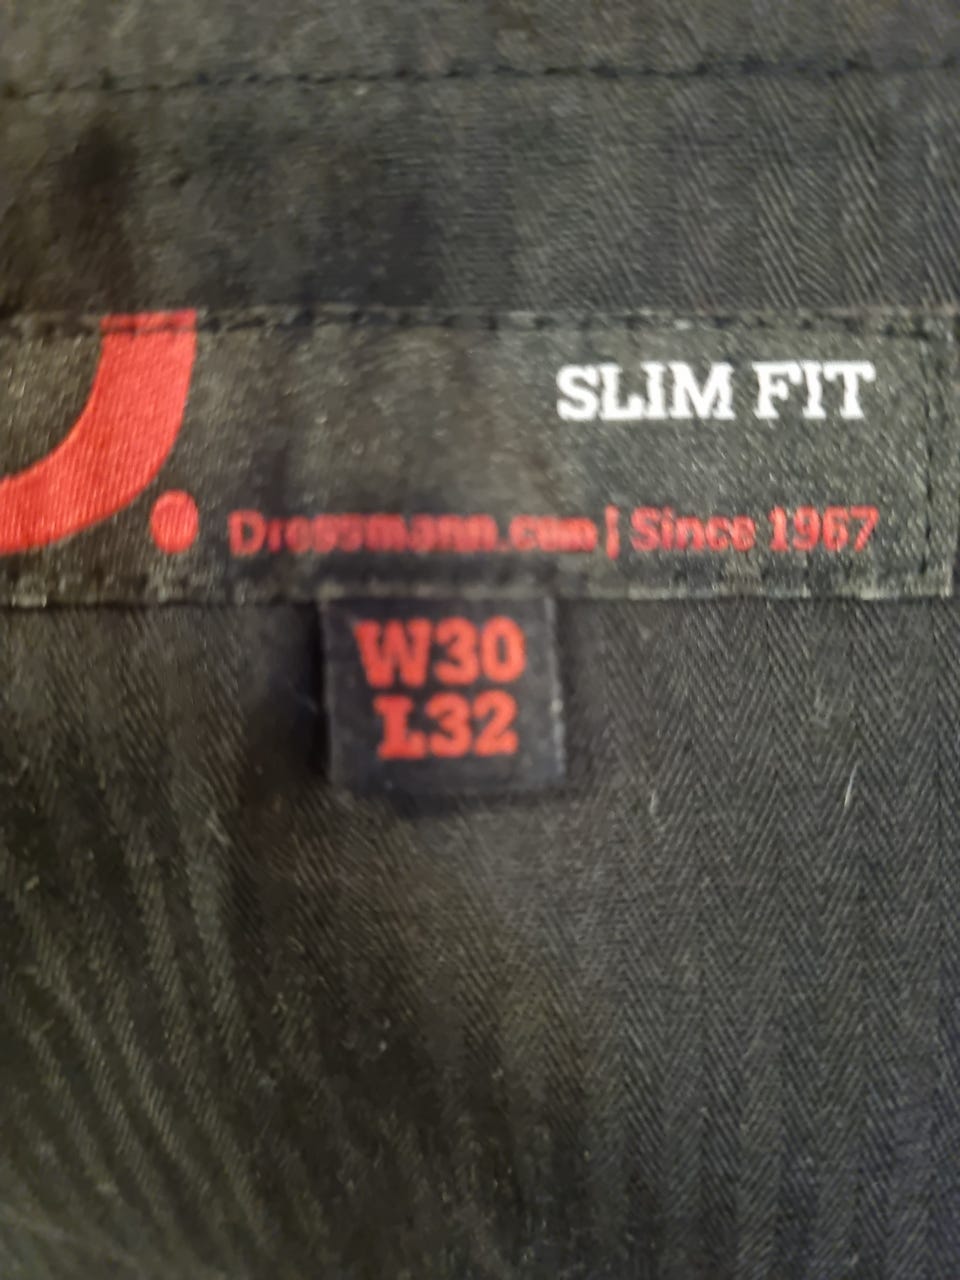 SLIM FIT
Dressmann.com | Since 1967
W30
L32